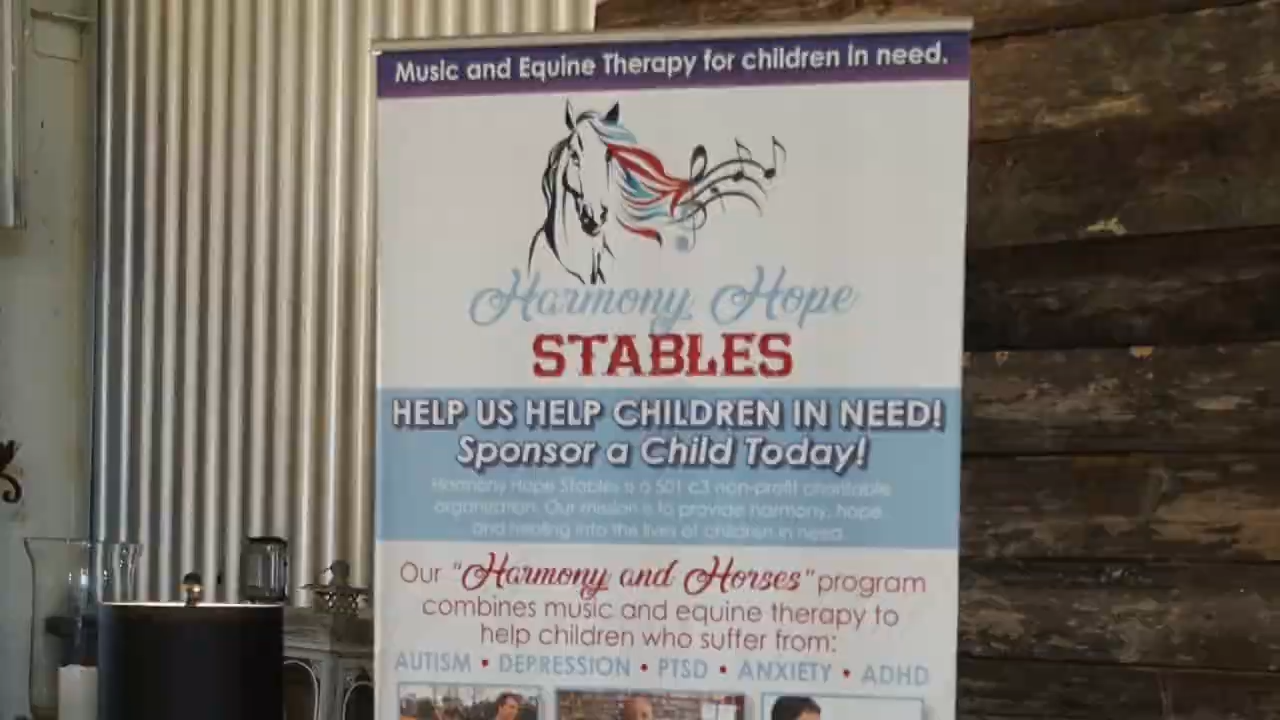 Music and Equine Therapy for children in need.
Harmony Hope
STABLES
HELP US HELP CHILDREN IN NEED!
Sponsor a Child Today!
Harmony Hope Stables is a 501 c3 non-profit charitable
organization. Our mission is to provide harmony, hope
and healing into the lives of children in need.
Our "Harmony and Horses" program
combines music and equine therapy to
help children who suffer from:
AUTISM • DEPRESSION • PTSD • ANXIETY • ADHD